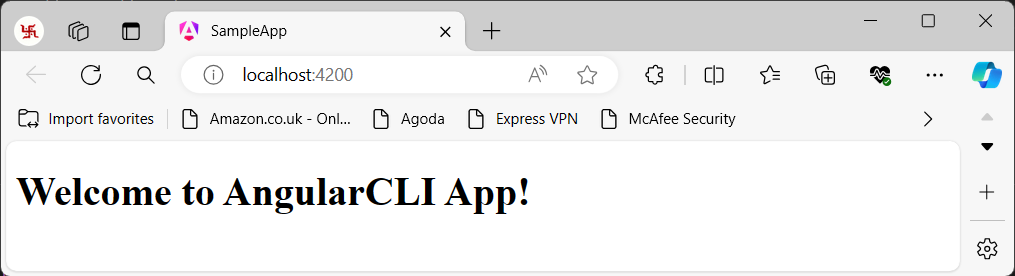 SampleApp
localhost:4200
Import favorites Amazon.co.uk - Onl... Agoda Express VPN McAfee Security
Welcome to AngularCLI App!